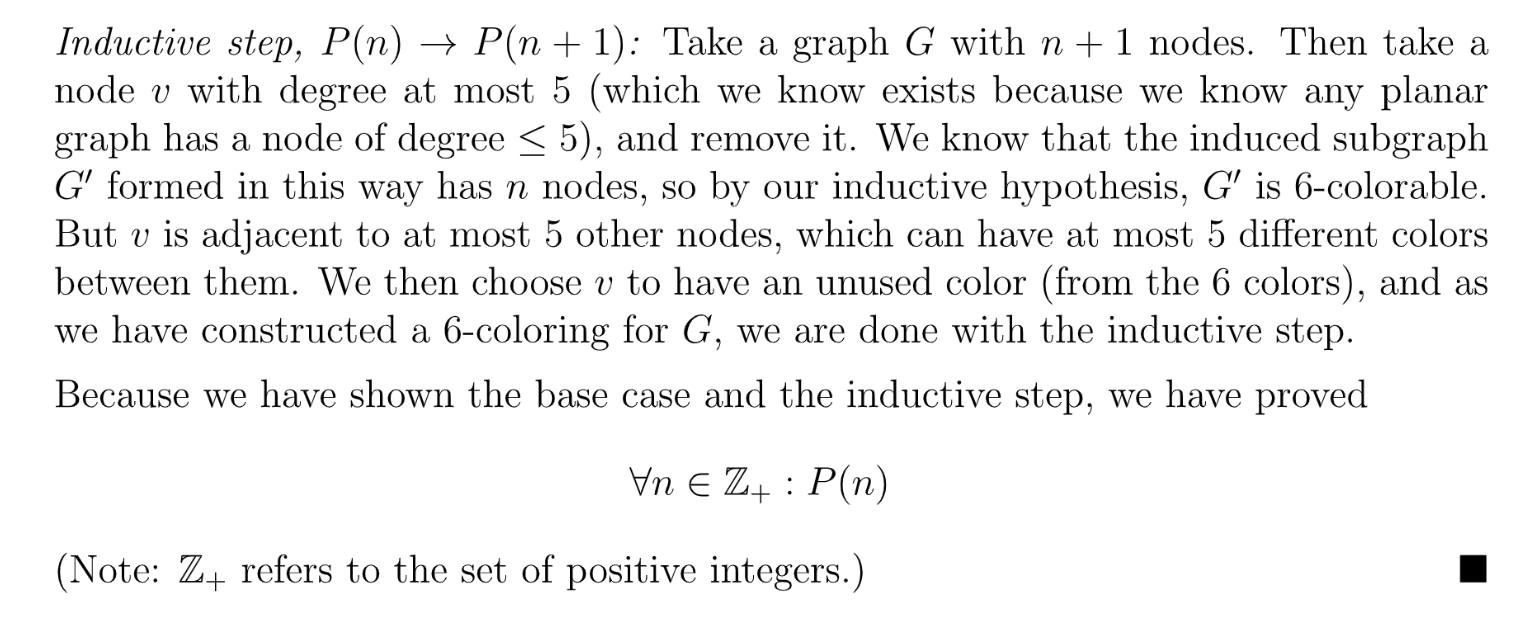 Inductive step, P(n) → P(n + 1): Take a graph G with n + 1 nodes. Then take a
node v with degree at most 5 (which we know exists because we know any planar
graph has a node of degree ≤ 5), and remove it. We know that the induced subgraph
G′ formed in this way has n nodes, so by our inductive hypothesis, G′ is 6-colorable.
But v is adjacent to at most 5 other nodes, which can have at most 5 different colors
between them. We then choose v to have an unused color (from the 6 colors), and as
we have constructed a 6-coloring for G, we are done with the inductive step.
Because we have shown the base case and the inductive step, we have proved
∀n ∈ ℤ₊ : P(n)
(Note: ℤ₊ refers to the set of positive integers.) ■